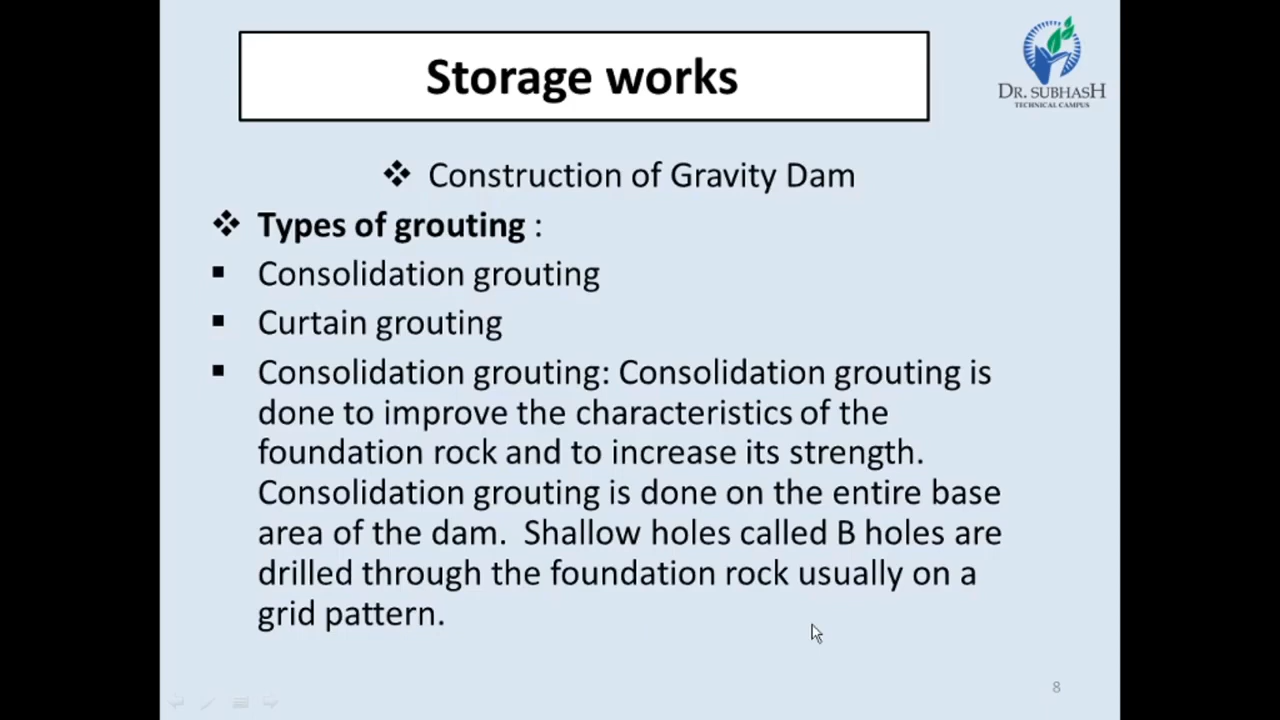 Storage works
DR. SUBHASH
TECHNICAL CAMPUS
❖ Construction of Gravity Dam
❖ Types of grouting :
▪ Consolidation grouting
▪ Curtain grouting
▪ Consolidation grouting: Consolidation grouting is
done to improve the characteristics of the
foundation rock and to increase its strength.
Consolidation grouting is done on the entire base
area of the dam.  Shallow holes called B holes are
drilled through the foundation rock usually on a
grid pattern.
8